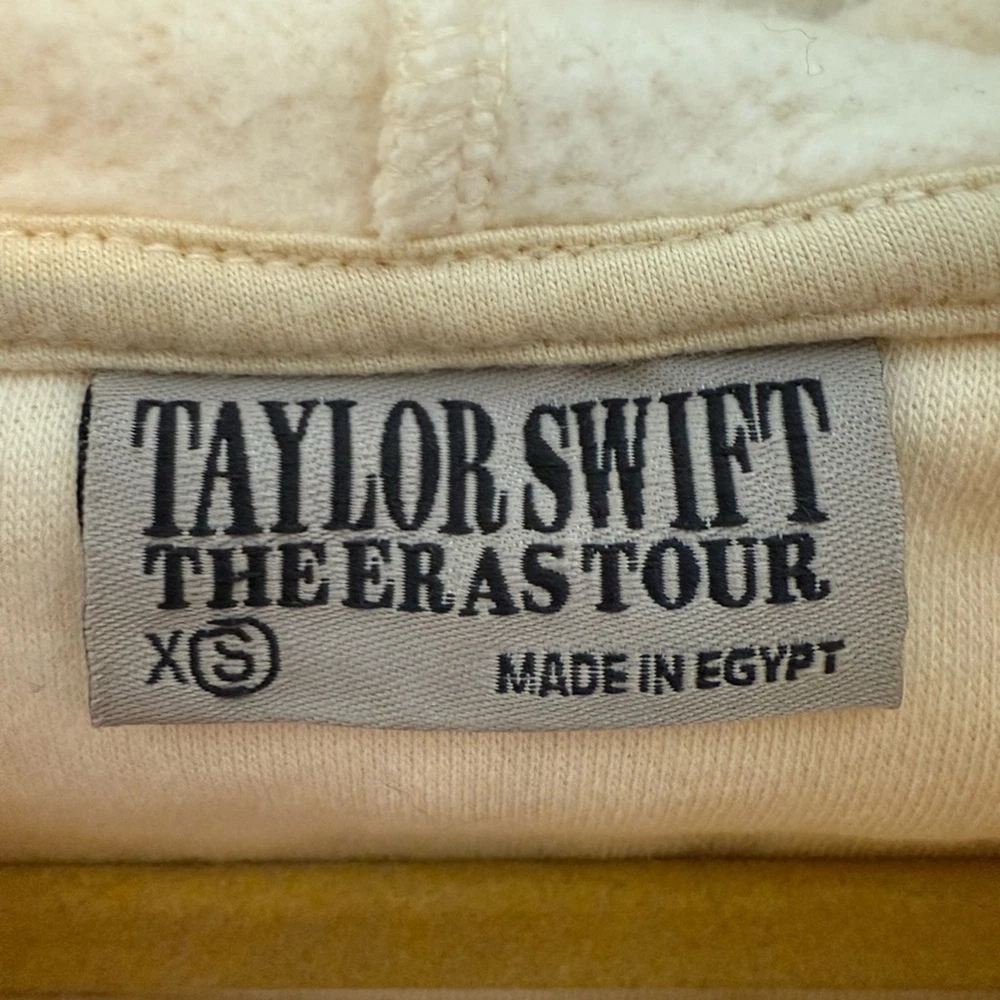 TAYLOR SWIFT
THE ERAS TOUR
XS MADE IN EGYPT